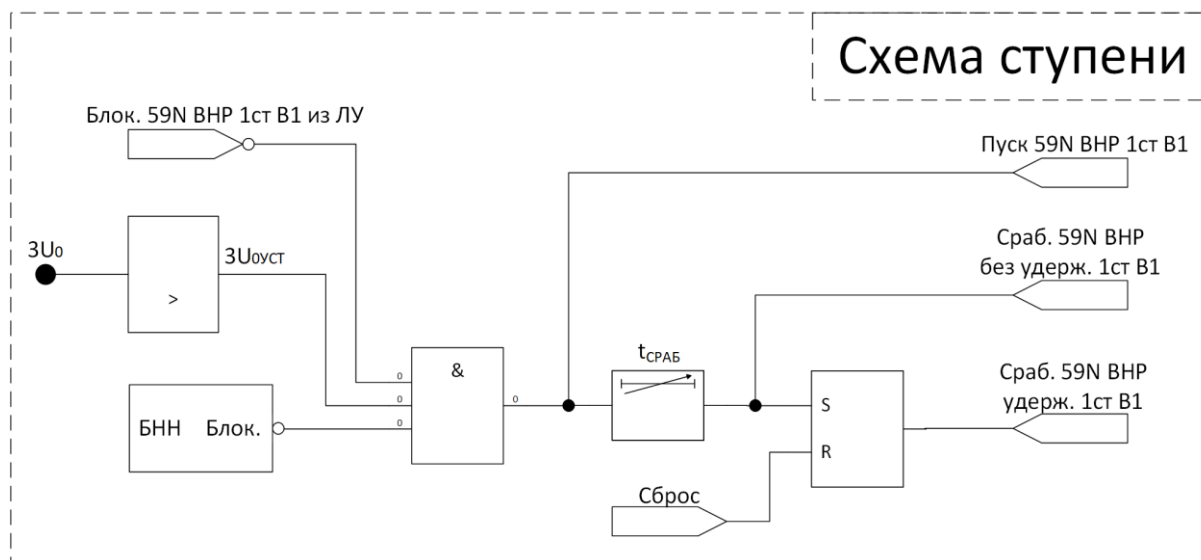 Схема ступени
Блок. 59N ВНР 1ст В1 из ЛУ
Пуск 59N ВНР 1ст В1
3U0
3U0УСТ
>
Сраб. 59N ВНР
без удерж. 1ст В1
tСРАБ
&
0
0
0
0
БНН Блок.
Сраб. 59N ВНР
удерж. 1ст В1
S
R
Сброс